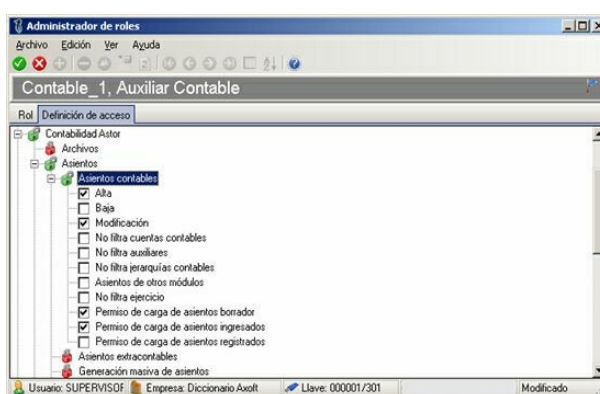 Administrador de roles
Archivo Edición Ver Ayuda
Contable_1, Auxiliar Contable
Rol Definición de acceso
Contabilidad Astor
Archivos
Asientos
Asientos contables
Alta
Baja
Modificación
No filtra cuentas contables
No filtra auxiliares
No filtra jerarquías contables
Asientos de otros módulos
No filtra ejercicio
Permiso de carga de asientos borrador
Permiso de carga de asientos ingresados
Permiso de carga de asientos registrados
Asientos extracontables
Generación masiva de asientos
Usuario: SUPERVISOF Empresa: Diccionario Axoft Llave: 000001/301 Modificado